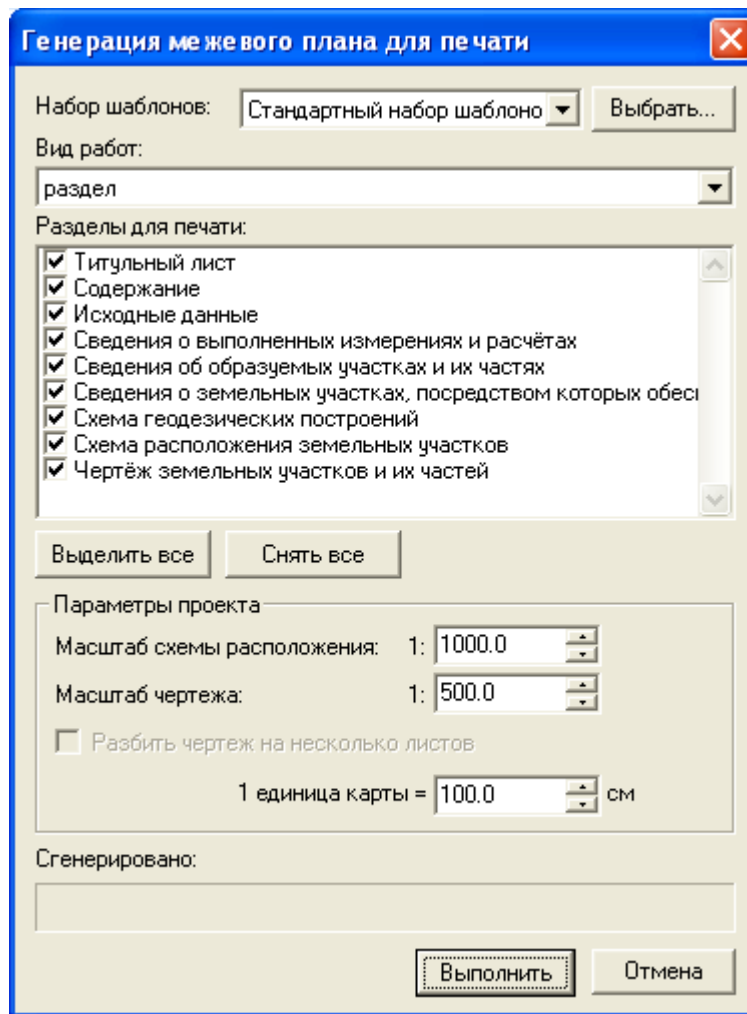 Генерация межевого плана для печати
Набор шаблонов: Стандартный набор шаблоно Выбрать...
Вид работ:
раздел
Разделы для печати:
Титульный лист
Содержание
Исходные данные
Сведения о выполненных измерениях и расчётах
Сведения об образуемых участках и их частях
Сведения о земельных участках, посредством которых обесп
Схема геодезических построений
Схема расположения земельных участков
Чертёж земельных участков и их частей
Выделить все Снять все
Параметры проекта
Масштаб схемы расположения: 1: 1000.0
Масштаб чертежа: 1: 500.0
Разбить чертеж на несколько листов
1 единица карты = 100.0 см
Сгенерировано:
Выполнить Отмена